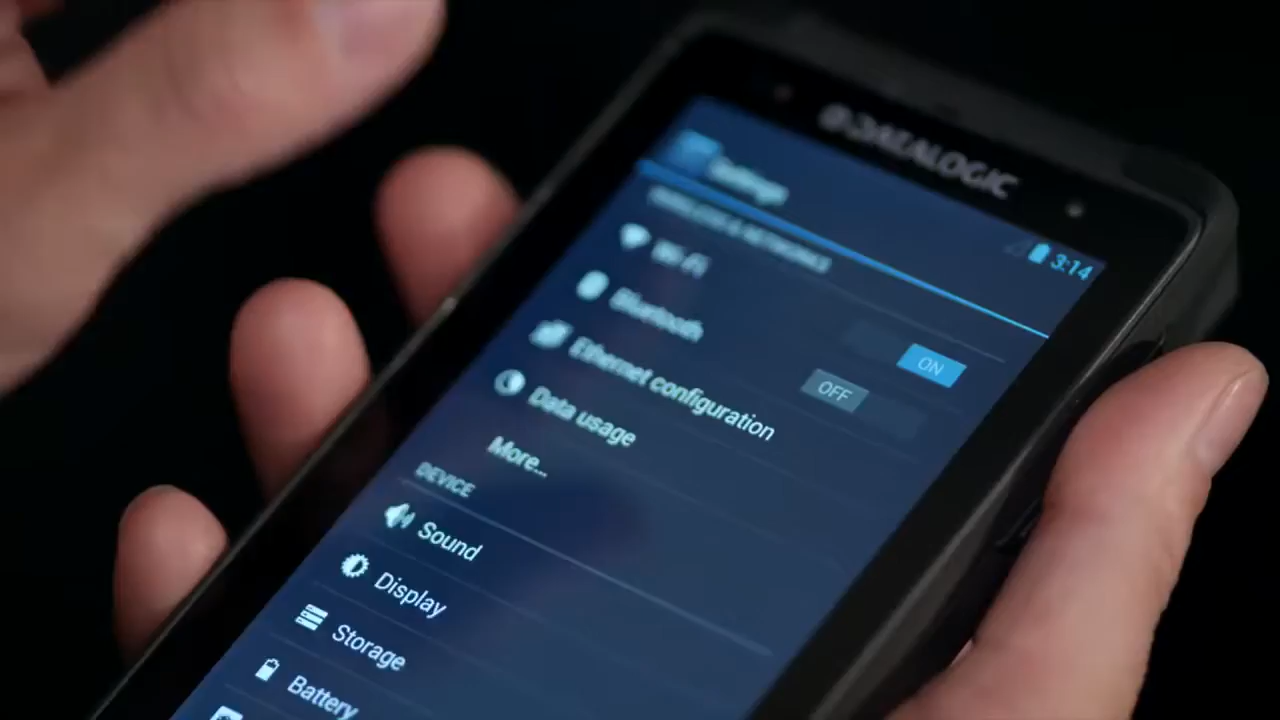 DATALOGIC
3:14
Settings
WIRELESS & NETWORKS
Wi-Fi
ON
Bluetooth
OFF
Ethernet configuration
Data usage
More...
DEVICE
Sound
Display
Storage
Battery